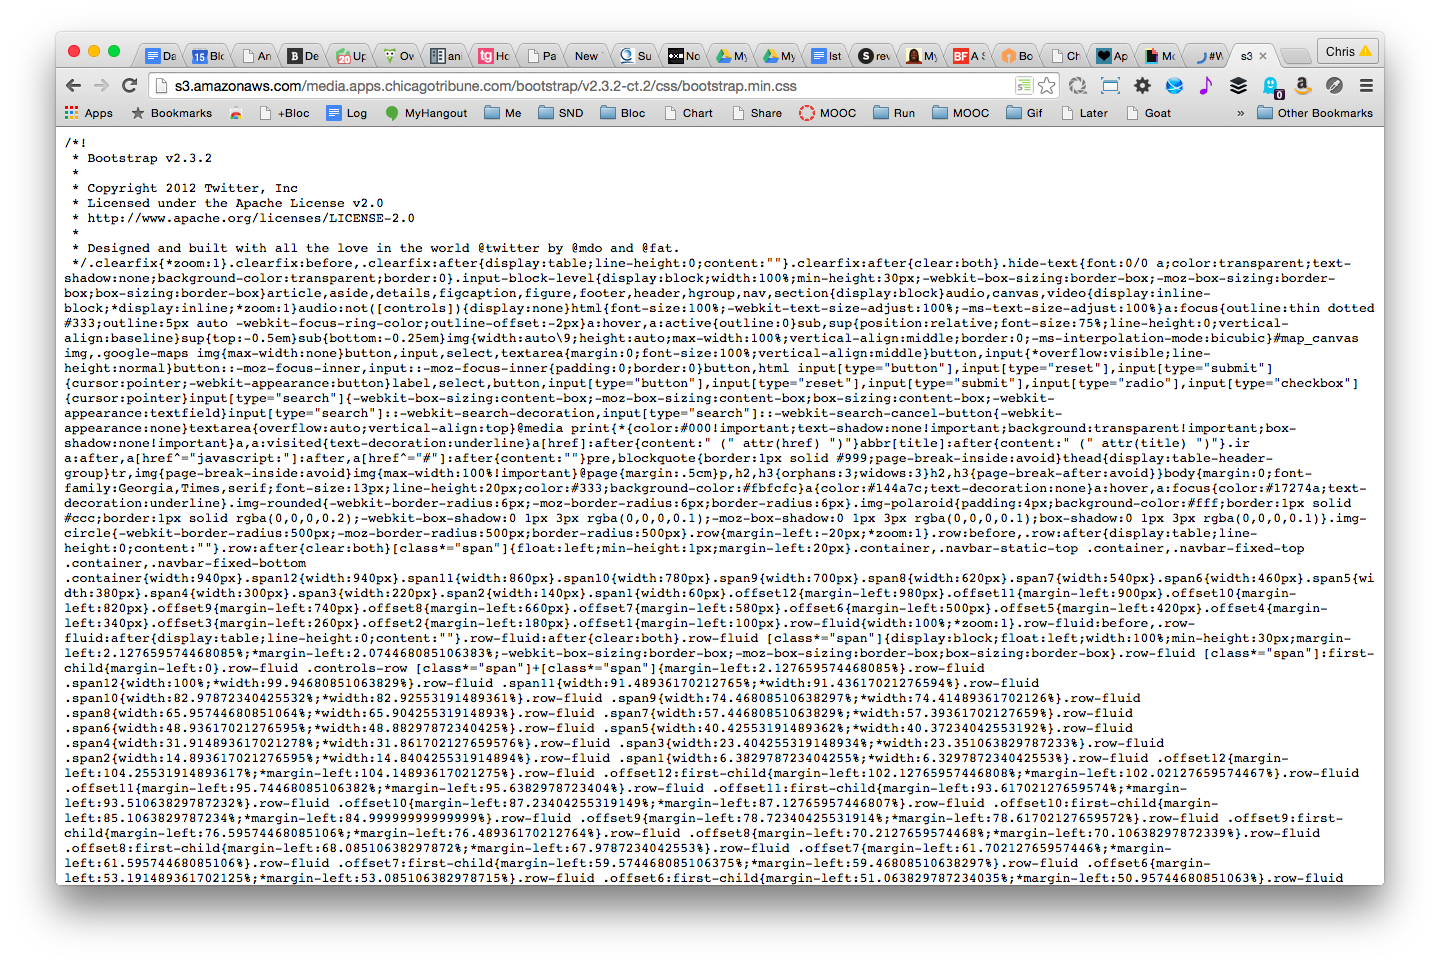 Da
15 Blo
An
B De
20 Up
Ov
an
tg Ho
Pa
New
Su
No
My
My
Ist
S rev
My
BF A S
Bo
Ch
Ap
Mo
#W
s3
Chris
s3.amazonaws.com/media.apps.chicagotribune.com/bootstrap/v2.3.2-ct.2/css/bootstrap.min.css
0
Apps Bookmarks +Bloc Log MyHangout Me SND Bloc Chart Share MOOC Run MOOC Gif Later Goat » Other Bookmarks
/*!
* Bootstrap v2.3.2
*
* Copyright 2012 Twitter, Inc
* Licensed under the Apache License v2.0
* http://www.apache.org/licenses/LICENSE-2.0
*
* Designed and built with all the love in the world @twitter by @mdo and @fat.
*/.clearfix{*zoom:1}.clearfix:before,.clearfix:after{display:table;line-height:0;content:""}.clearfix:after{clear:both}.hide-text{font:0/0 a;color:transparent;text-
shadow:none;background-color:transparent;border:0}.input-block-level{display:block;width:100%;min-height:30px;-webkit-box-sizing:border-box;-moz-box-sizing:border-
box;box-sizing:border-box}article,aside,details,figcaption,figure,footer,header,hgroup,nav,section{display:block}audio,canvas,video{display:inline-
block;*display:inline;*zoom:1}audio:not([controls]){display:none}html{font-size:100%;-webkit-text-size-adjust:100%;-ms-text-size-adjust:100%}a:focus{outline:thin dotted
#333;outline:5px auto -webkit-focus-ring-color;outline-offset:-2px}a:hover,a:active{outline:0}sub,sup{position:relative;font-size:75%;line-height:0;vertical-
align:baseline}sup{top:-0.5em}sub{bottom:-0.25em}img{width:auto\9;height:auto;max-width:100%;vertical-align:middle;border:0;-ms-interpolation-mode:bicubic}#map_canvas
img,.google-maps img{max-width:none}button,input,select,textarea{margin:0;font-size:100%;vertical-align:middle}button,input{*overflow:visible;line-
height:normal}button::-moz-focus-inner,input::-moz-focus-inner{padding:0;border:0}button,html input[type="button"],input[type="reset"],input[type="submit"]
{cursor:pointer;-webkit-appearance:button}label,select,button,input[type="button"],input[type="reset"],input[type="submit"],input[type="radio"],input[type="checkbox"]
{cursor:pointer}input[type="search"]{-webkit-box-sizing:content-box;-moz-box-sizing:content-box;box-sizing:content-box;-webkit-
appearance:textfield}input[type="search"]::-webkit-search-decoration,input[type="search"]::-webkit-search-cancel-button{-webkit-
appearance:none}textarea{overflow:auto;vertical-align:top}@media print{*{color:#000!important;text-shadow:none!important;background:transparent!important;box-
shadow:none!important}a,a:visited{text-decoration:underline}a[href]:after{content:" (" attr(href) ")"}abbr[title]:after{content:" (" attr(title) ")"}.ir
a:after,a[href^="javascript:"]:after,a[href^="#"]:after{content:""}pre,blockquote{border:1px solid #999;page-break-inside:avoid}thead{display:table-header-
group}tr,img{page-break-inside:avoid}img{max-width:100%!important}@page{margin:.5cm}p,h2,h3{orphans:3;widows:3}h2,h3{page-break-after:avoid}}body{margin:0;font-
family:Georgia,Times,serif;font-size:13px;line-height:20px;color:#333;background-color:#fbfcfc}a{color:#144a7c;text-decoration:none}a:hover,a:focus{color:#17274a;text-
decoration:underline}.img-rounded{-webkit-border-radius:6px;-moz-border-radius:6px;border-radius:6px}.img-polaroid{padding:4px;background-color:#fff;border:1px solid
#ccc;border:1px solid rgba(0,0,0,0.2);-webkit-box-shadow:0 1px 3px rgba(0,0,0,0.1);-moz-box-shadow:0 1px 3px rgba(0,0,0,0.1);box-shadow:0 1px 3px rgba(0,0,0,0.1)}.img-
circle{-webkit-border-radius:500px;-moz-border-radius:500px;border-radius:500px}.row{margin-left:-20px;*zoom:1}.row:before,.row:after{display:table;line-
height:0;content:""}.row:after{clear:both}[class*="span"]{float:left;min-height:1px;margin-left:20px}.container,.navbar-static-top .container,.navbar-fixed-top
.container,.navbar-fixed-bottom
.container{width:940px}.span12{width:940px}.span11{width:860px}.span10{width:780px}.span9{width:700px}.span8{width:620px}.span7{width:540px}.span6{width:460px}.span5{wi
dth:380px}.span4{width:300px}.span3{width:220px}.span2{width:140px}.span1{width:60px}.offset12{margin-left:980px}.offset11{margin-left:900px}.offset10{margin-
left:820px}.offset9{margin-left:740px}.offset8{margin-left:660px}.offset7{margin-left:580px}.offset6{margin-left:500px}.offset5{margin-left:420px}.offset4{margin-
left:340px}.offset3{margin-left:260px}.offset2{margin-left:180px}.offset1{margin-left:100px}.row-fluid{width:100%;*zoom:1}.row-fluid:before,.row-
fluid:after{display:table;line-height:0;content:""}.row-fluid:after{clear:both}.row-fluid [class*="span"]{display:block;float:left;width:100%;min-height:30px;margin-
left:2.127659574468085%;*margin-left:2.074468085106383%;-webkit-box-sizing:border-box;-moz-box-sizing:border-box;box-sizing:border-box}.row-fluid [class*="span"]:first-
child{margin-left:0}.row-fluid .controls-row [class*="span"]+[class*="span"]{margin-left:2.127659574468085%}.row-fluid
.span12{width:100%;*width:99.94680851063829%}.row-fluid .span11{width:91.48936170212765%;*width:91.43617021276594%}.row-fluid
.span10{width:82.97872340425532%;*width:82.92553191489361%}.row-fluid .span9{width:74.46808510638297%;*width:74.41489361702126%}.row-fluid
.span8{width:65.95744680851064%;*width:65.90425531914893%}.row-fluid .span7{width:57.44680851063829%;*width:57.39361702127659%}.row-fluid
.span6{width:48.93617021276595%;*width:48.88297872340425%}.row-fluid .span5{width:40.42553191489362%;*width:40.37234042553192%}.row-fluid
.span4{width:31.914893617021278%;*width:31.861702127659576%}.row-fluid .span3{width:23.404255319148934%;*width:23.351063829787233%}.row-fluid
.span2{width:14.893617021276595%;*width:14.840425531914894%}.row-fluid .span1{width:6.382978723404255%;*width:6.329787234042553%}.row-fluid .offset12{margin-
left:104.25531914893617%;*margin-left:104.14893617021275%}.row-fluid .offset12:first-child{margin-left:102.12765957446808%;*margin-left:102.02127659574467%}.row-fluid
.offset11{margin-left:95.74468085106382%;*margin-left:95.6382978723404%}.row-fluid .offset11:first-child{margin-left:93.61702127659574%;*margin-
left:93.51063829787232%}.row-fluid .offset10{margin-left:87.23404255319149%;*margin-left:87.12765957446807%}.row-fluid .offset10:first-child{margin-
left:85.1063829787234%;*margin-left:84.99999999999999%}.row-fluid .offset9{margin-left:78.72340425531914%;*margin-left:78.61702127659572%}.row-fluid .offset9:first-
child{margin-left:76.59574468085106%;*margin-left:76.48936170212764%}.row-fluid .offset8{margin-left:70.2127659574468%;*margin-left:70.10638297872339%}.row-fluid
.offset8:first-child{margin-left:68.08510638297872%;*margin-left:67.9787234042553%}.row-fluid .offset7{margin-left:61.70212765957446%;*margin-
left:61.59574468085106%}.row-fluid .offset7:first-child{margin-left:59.574468085106375%;*margin-left:59.46808510638297%}.row-fluid .offset6{margin-
left:53.191489361702125%;*margin-left:53.085106382978715%}.row-fluid .offset6:first-child{margin-left:51.063829787234035%;*margin-left:50.95744680851063%}.row-fluid